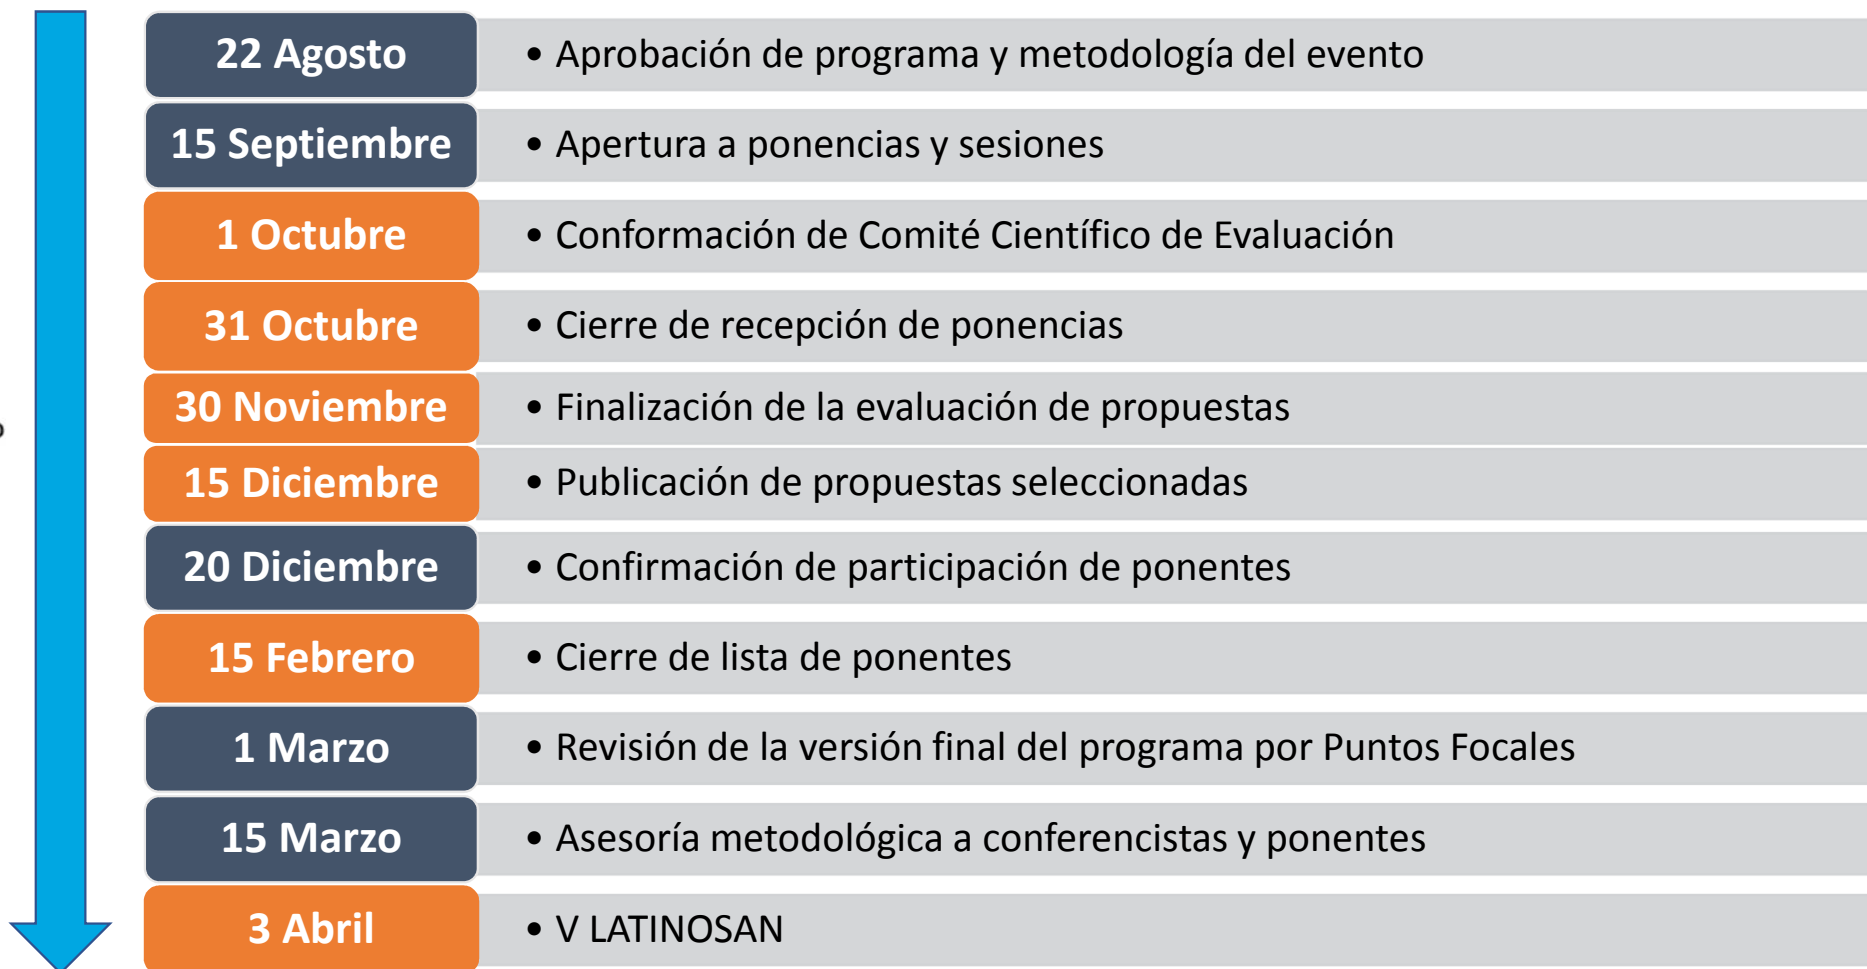 22 Agosto
• Aprobación de programa y metodología del evento
15 Septiembre
• Apertura a ponencias y sesiones
1 Octubre
• Conformación de Comité Científico de Evaluación
31 Octubre
• Cierre de recepción de ponencias
30 Noviembre
• Finalización de la evaluación de propuestas
15 Diciembre
• Publicación de propuestas seleccionadas
20 Diciembre
• Confirmación de participación de ponentes
15 Febrero
• Cierre de lista de ponentes
1 Marzo
• Revisión de la versión final del programa por Puntos Focales
15 Marzo
• Asesoría metodológica a conferencistas y ponentes
3 Abril
• V LATINOSAN